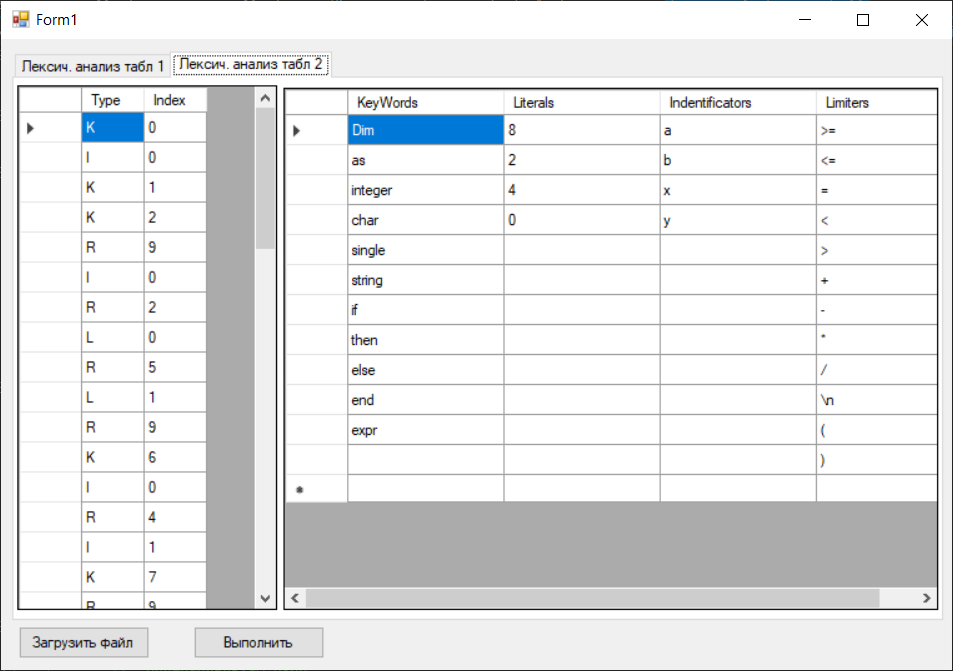 Form1
Лексич. анализ табл 1 Лексич. анализ табл 2
Type Index
K 0
I 0
K 1
K 2
R 9
I 0
R 2
L 0
R 5
L 1
R 9
K 6
I 0
R 4
I 1
K 7
R 9
KeyWords Literals Indentificators Limiters
Dim 8 a >=
as 2 b <=
integer 4 x =
char 0 y <
single >
string +
if -
then *
else /
end \n
expr (
)
Загрузить файл Выполнить